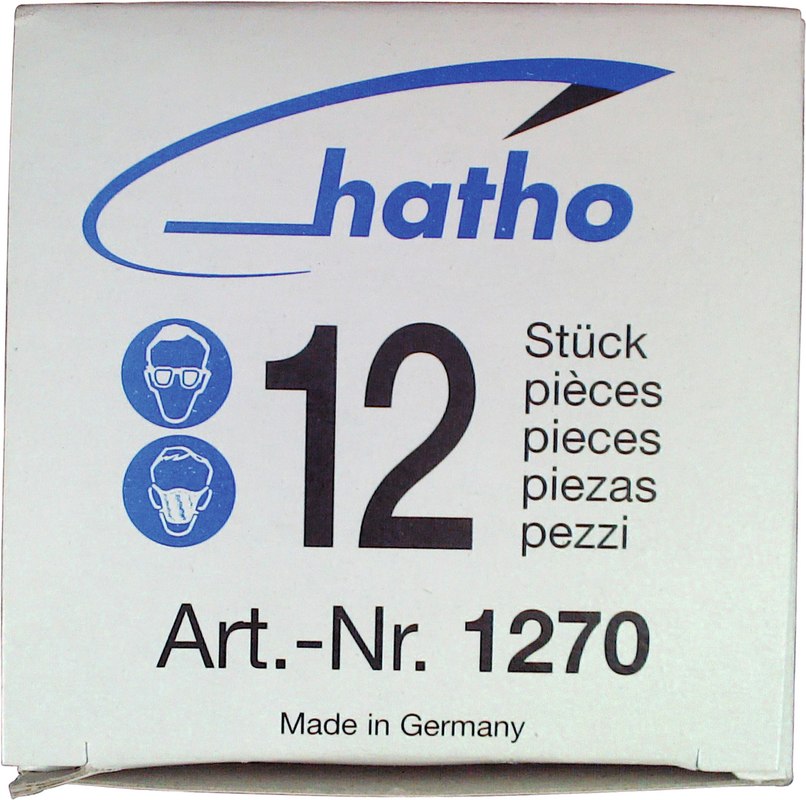 hatho
12
Stück
pièces
pieces
piezas
pezzi
Art.-Nr. 1270
Made in Germany